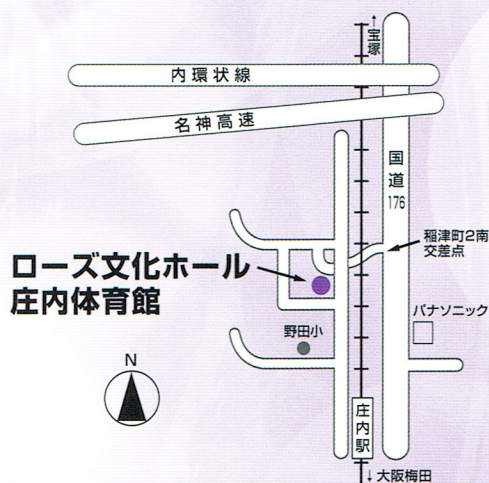 ↑宝塚
内環状線
名神高速
国道
176
稲津町2南
交差点
ローズ文化ホール
庄内体育館
パナソニック
野田小
N
庄内駅
↓大阪梅田